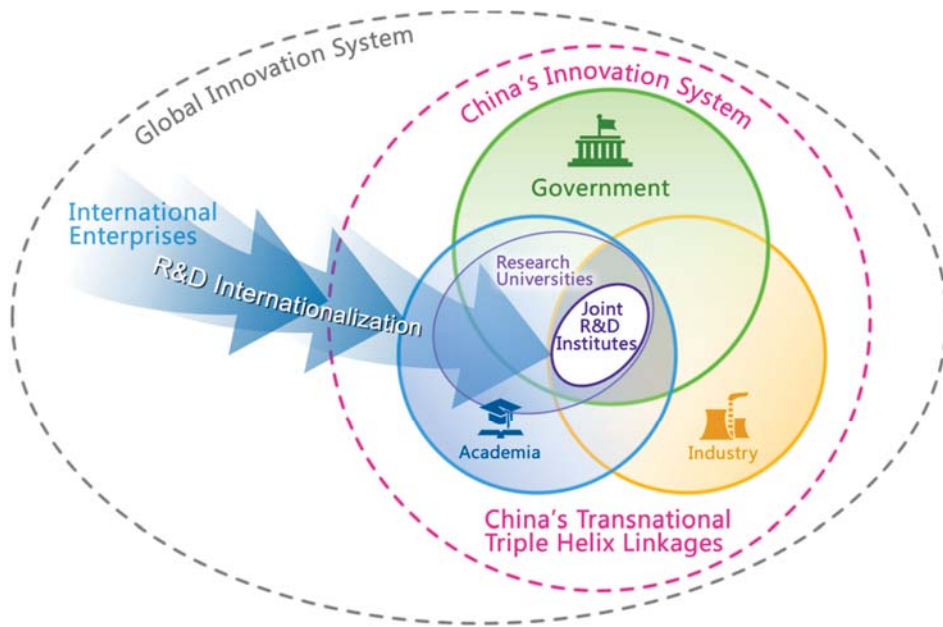 Global Innovation System
China's Innovation System
Government
International
Enterprises
R&D Internationalization
Research
Universities
Joint
R&D
Institutes
Academia
Industry
China's Transnational
Triple Helix Linkages